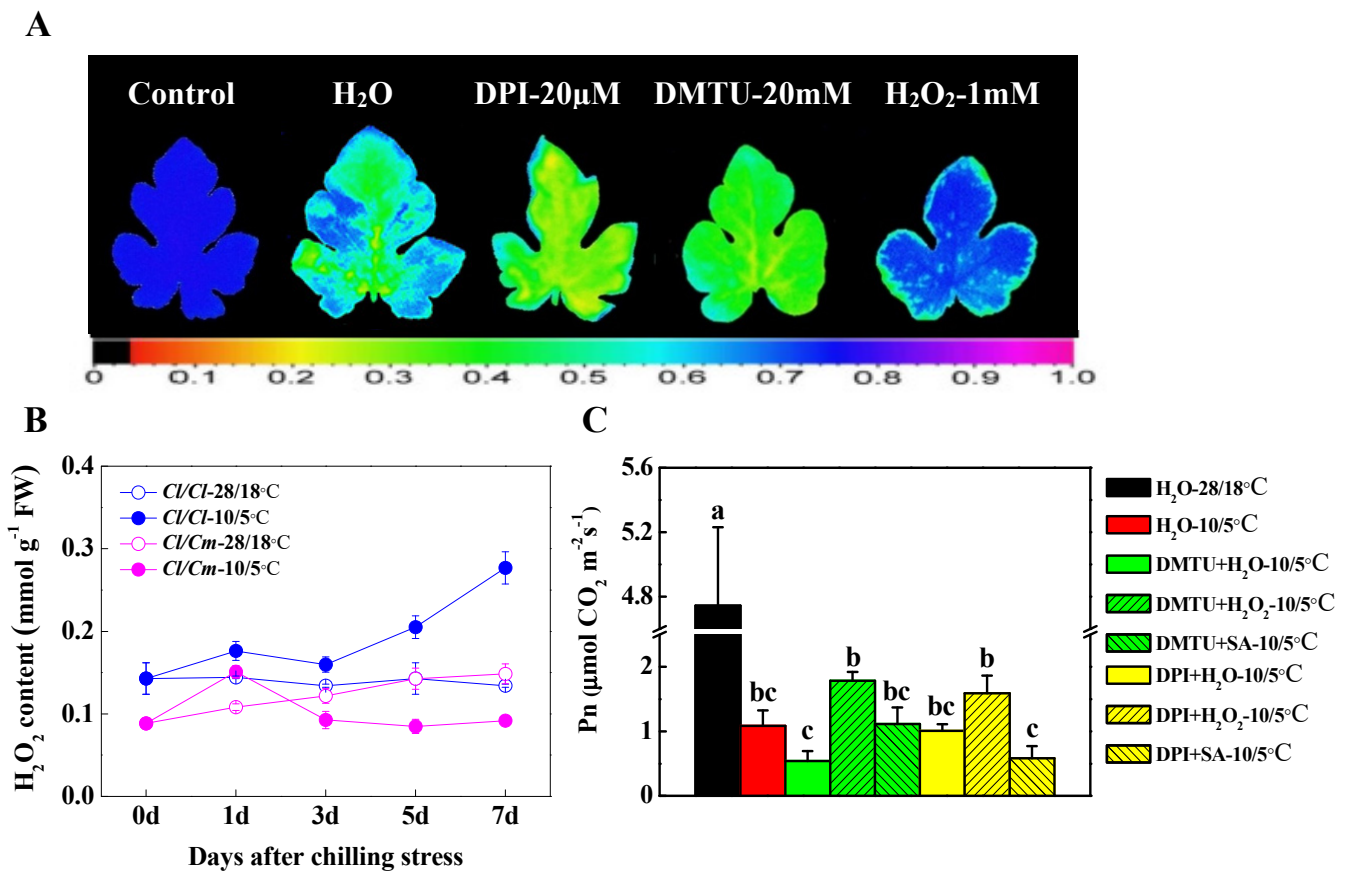 A
Control H₂O DPI-20µM DMTU-20mM H₂O₂-1mM
0 0.1 0.2 0.3 0.4 0.5 0.6 0.7 0.8 0.9 1.0
B
H₂O₂ content (mmol g⁻¹ FW)
0.4
0.3
0.2
0.1
0.0
Cl/Cl-28/18°C
Cl/Cl-10/5°C
Cl/Cm-28/18°C
Cl/Cm-10/5°C
0d 1d 3d 5d 7d
Days after chilling stress
C
Pn (µmol CO₂ m⁻²s⁻¹)
5.6
5.2
4.8
2
1
0
a bc c b bc bc b c
H₂O-28/18°C
H₂O-10/5°C
DMTU+H₂O-10/5°C
DMTU+H₂O₂-10/5°C
DMTU+SA-10/5°C
DPI+H₂O-10/5°C
DPI+H₂O₂-10/5°C
DPI+SA-10/5°C